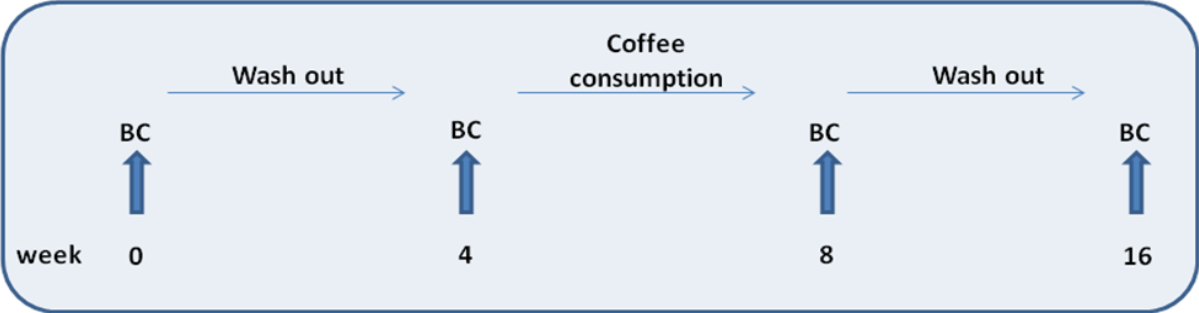 Coffee
Wash out consumption Wash out
BC BC BC BC
week 0 4 8 16